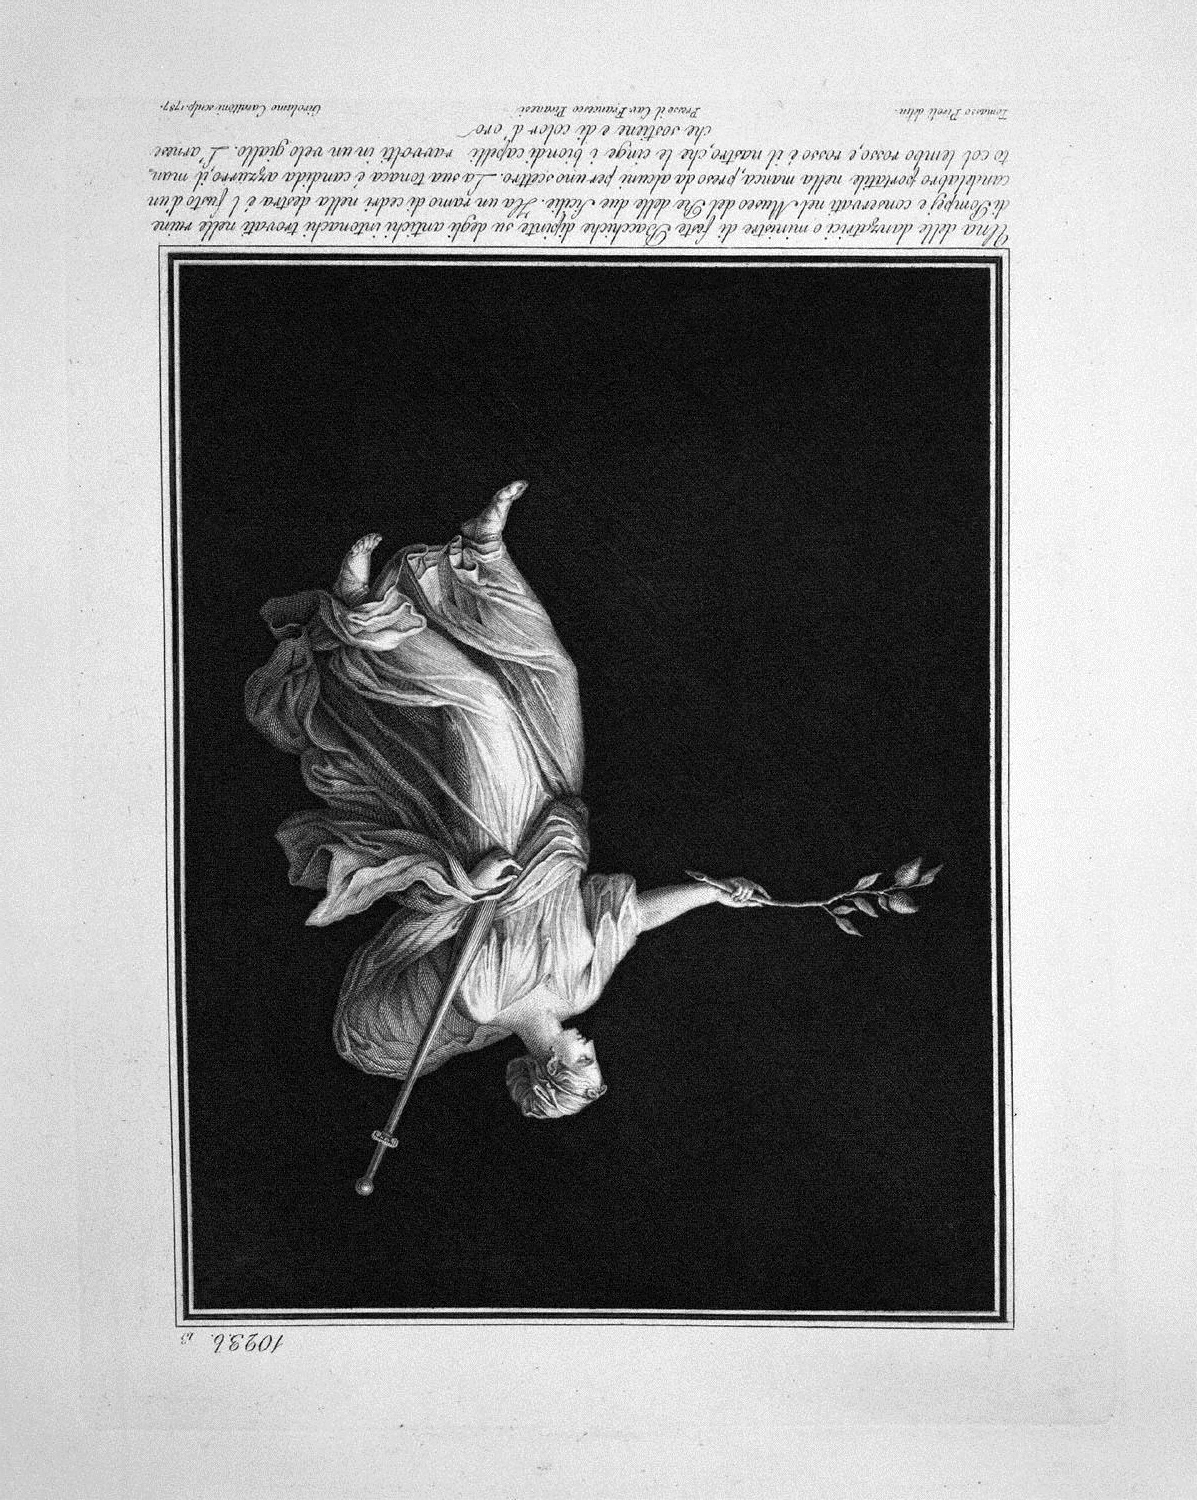 1023b. 13
Una delle danzatrici o ministre di feste Bacchiche dipinte su degli antichi intonachi trovati nelle ruine
di Pompej e conservati nel Museo del Re delle due Sicilie. Ha un ramo di cedri nella destra e l fusto d'un
candelabro portatile nella manca, preso da alcuni per uno scettro. La sua tonaca é candida azzurro, il man,
to col lembo rosso e, rosso è il nastro, che le cinge i biondi capelli ravvolti in un velo giallo. L'arnese
che sostiene è di color d'oro
Tomasso Piroli delin.
Presso il Cav. Francesco Piranesi
Girolamo Carattoni sculp. 1787.